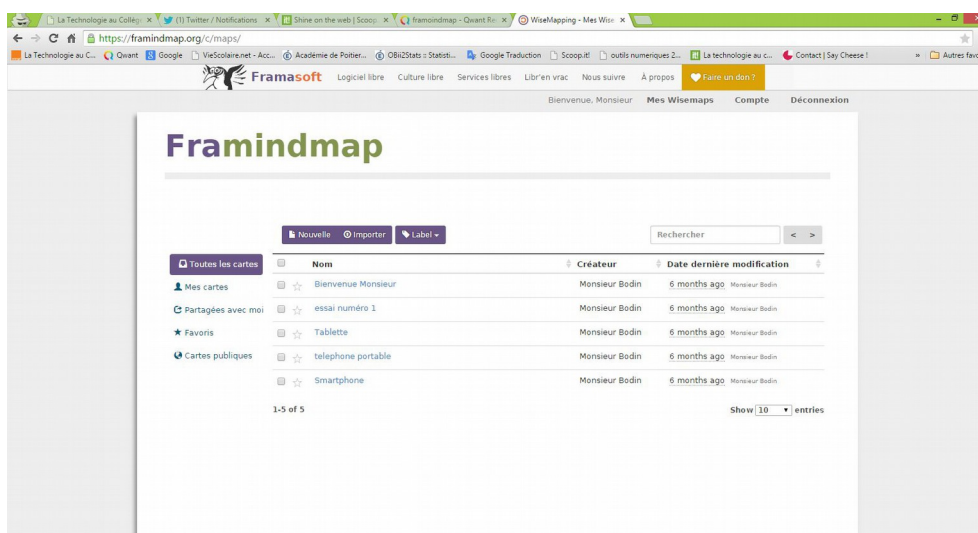 La Technologie au Collèg (1) Twitter / Notifications Shine on the web | Scoop. framoindmap - Qwant Re WiseMapping - Mes Wise
https://framindmap.org/c/maps/
La Technologie au C... Qwant Google VieScolaire.net - Acc... Académie de Poitier... OBii2Stats :: Statisti... Google Traduction Scoop.it! outils numeriques 2... La technologie au c... Contact | Say Cheese ! » Autres favo
Framasoft Logiciel libre Culture libre Services libres Libr'en vrac Nous suivre À propos Faire un don ?
Bienvenue, Monsieur Mes Wisemaps Compte Déconnexion
Framindmap
Nouvelle Importer Label Rechercher < >
Toutes les cartes Nom Créateur Date dernière modification
Mes cartes Bienvenue Monsieur Monsieur Bodin 6 months ago Monsieur Bodin
Partagées avec moi essai numéro 1 Monsieur Bodin 6 months ago Monsieur Bodin
Favoris Tablette Monsieur Bodin 6 months ago Monsieur Bodin
Cartes publiques telephone portable Monsieur Bodin 6 months ago Monsieur Bodin
Smartphone Monsieur Bodin 6 months ago Monsieur Bodin
1-5 of 5 Show 10 entries